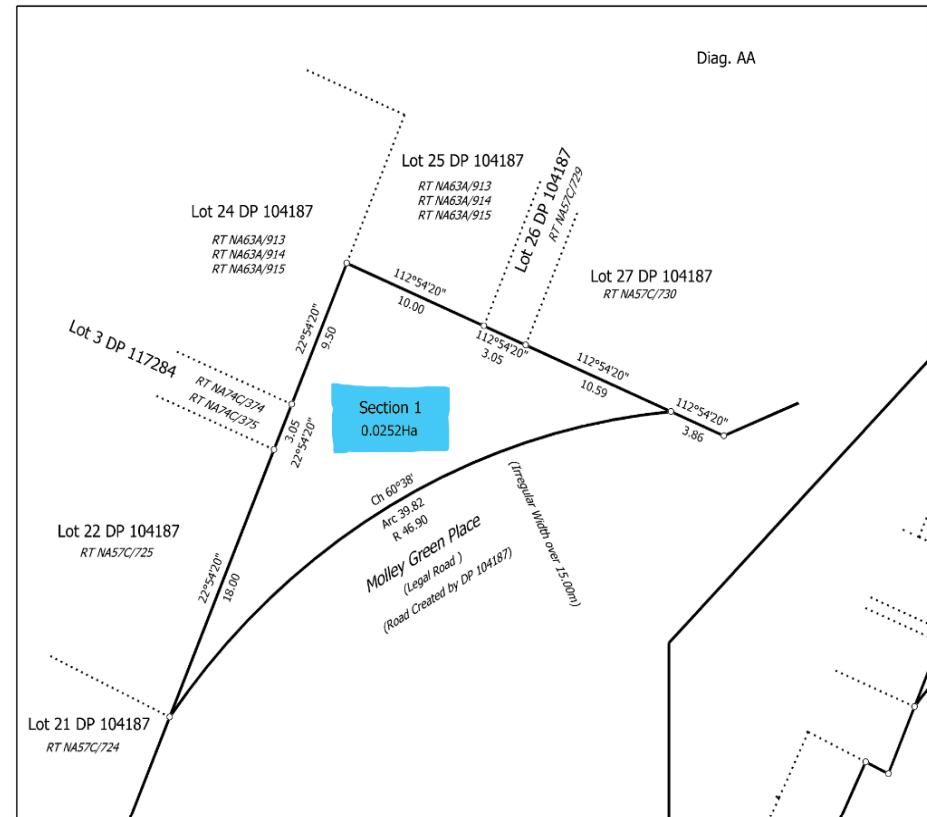 Diag. AA
Lot 25 DP 104187
RT NA63A/913
RT NA63A/914
RT NA63A/915
Lot 26 DP 104187
RT NA57C/729
Lot 24 DP 104187
RT NA63A/913
RT NA63A/914
RT NA63A/915
Lot 27 DP 104187
RT NA57C/730
112°54'20"
10.00
112°54'20"
3.05
112°54'20"
10.59
112°54'20"
3.86
22°54'20"
9.50
Lot 3 DP 117284
RT NA74C/374
RT NA74C/375
3.05
22°54'20"
Section 1
0.0252Ha
Ch 60°38'
Arc 39.82
R 46.90
Molley Green Place
(Legal Road )
(Road Created by DP 104187)
(Irregular Width over 15.00m)
Lot 22 DP 104187
RT NA57C/725
22°54'20"
18.00
Lot 21 DP 104187
RT NA57C/724